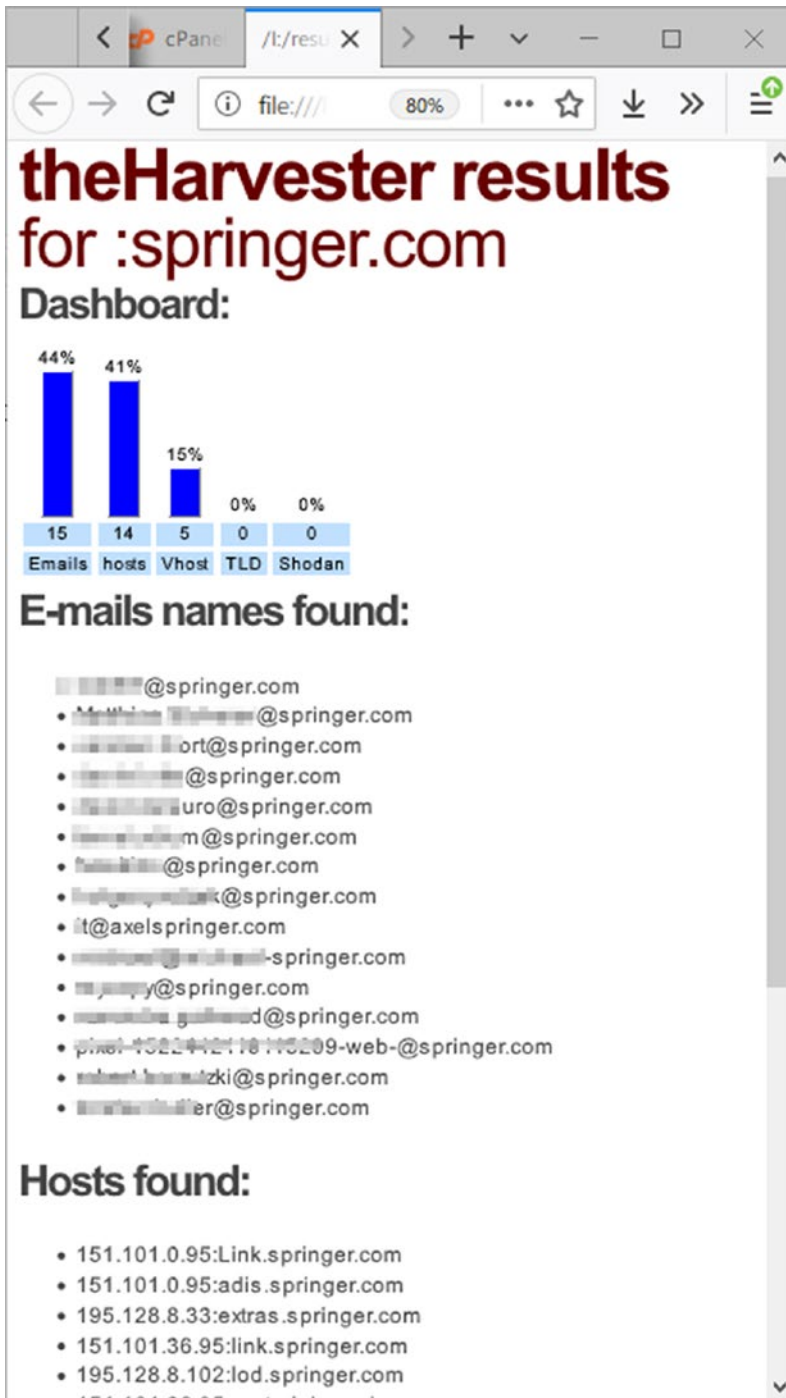 cPane
/I:/resu
file:///
80%
theHarvester results
for :springer.com
Dashboard:
44% 41% 15% 0% 0%
15 14 5 0 0
Emails hosts Vhost TLD Shodan
E-mails names found:
@springer.com
@springer.com
ort@springer.com
@springer.com
uro@springer.com
m@springer.com
@springer.com
k@springer.com
it@axelspringer.com
-springer.com
y@springer.com
d@springer.com
-web-@springer.com
zki@springer.com
er@springer.com
Hosts found:
151.101.0.95:Link.springer.com
151.101.0.95:adis.springer.com
195.128.8.33:extras.springer.com
151.101.36.95:link.springer.com
195.128.8.102:lod.springer.com